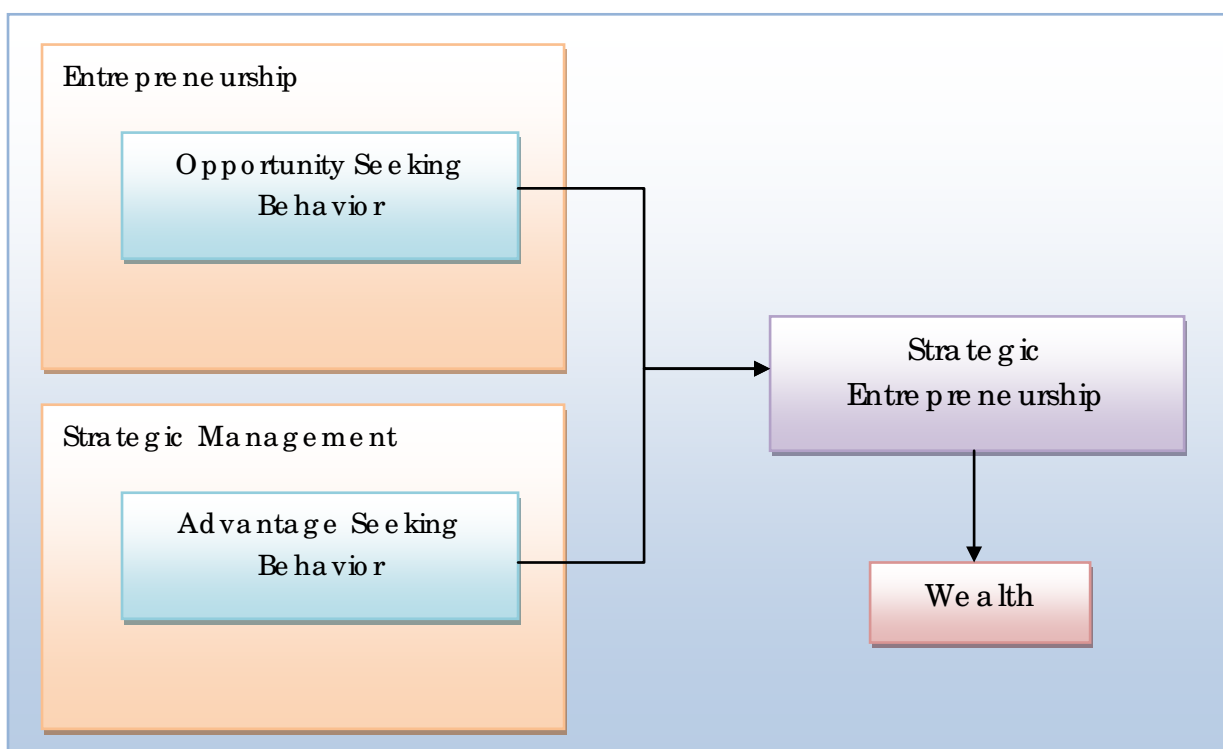 Entrepreneurship
Opportunity Seeking
Behavior
Strategic Management
Advantage Seeking
Behavior
Strategic
Entrepreneurship
Wealth